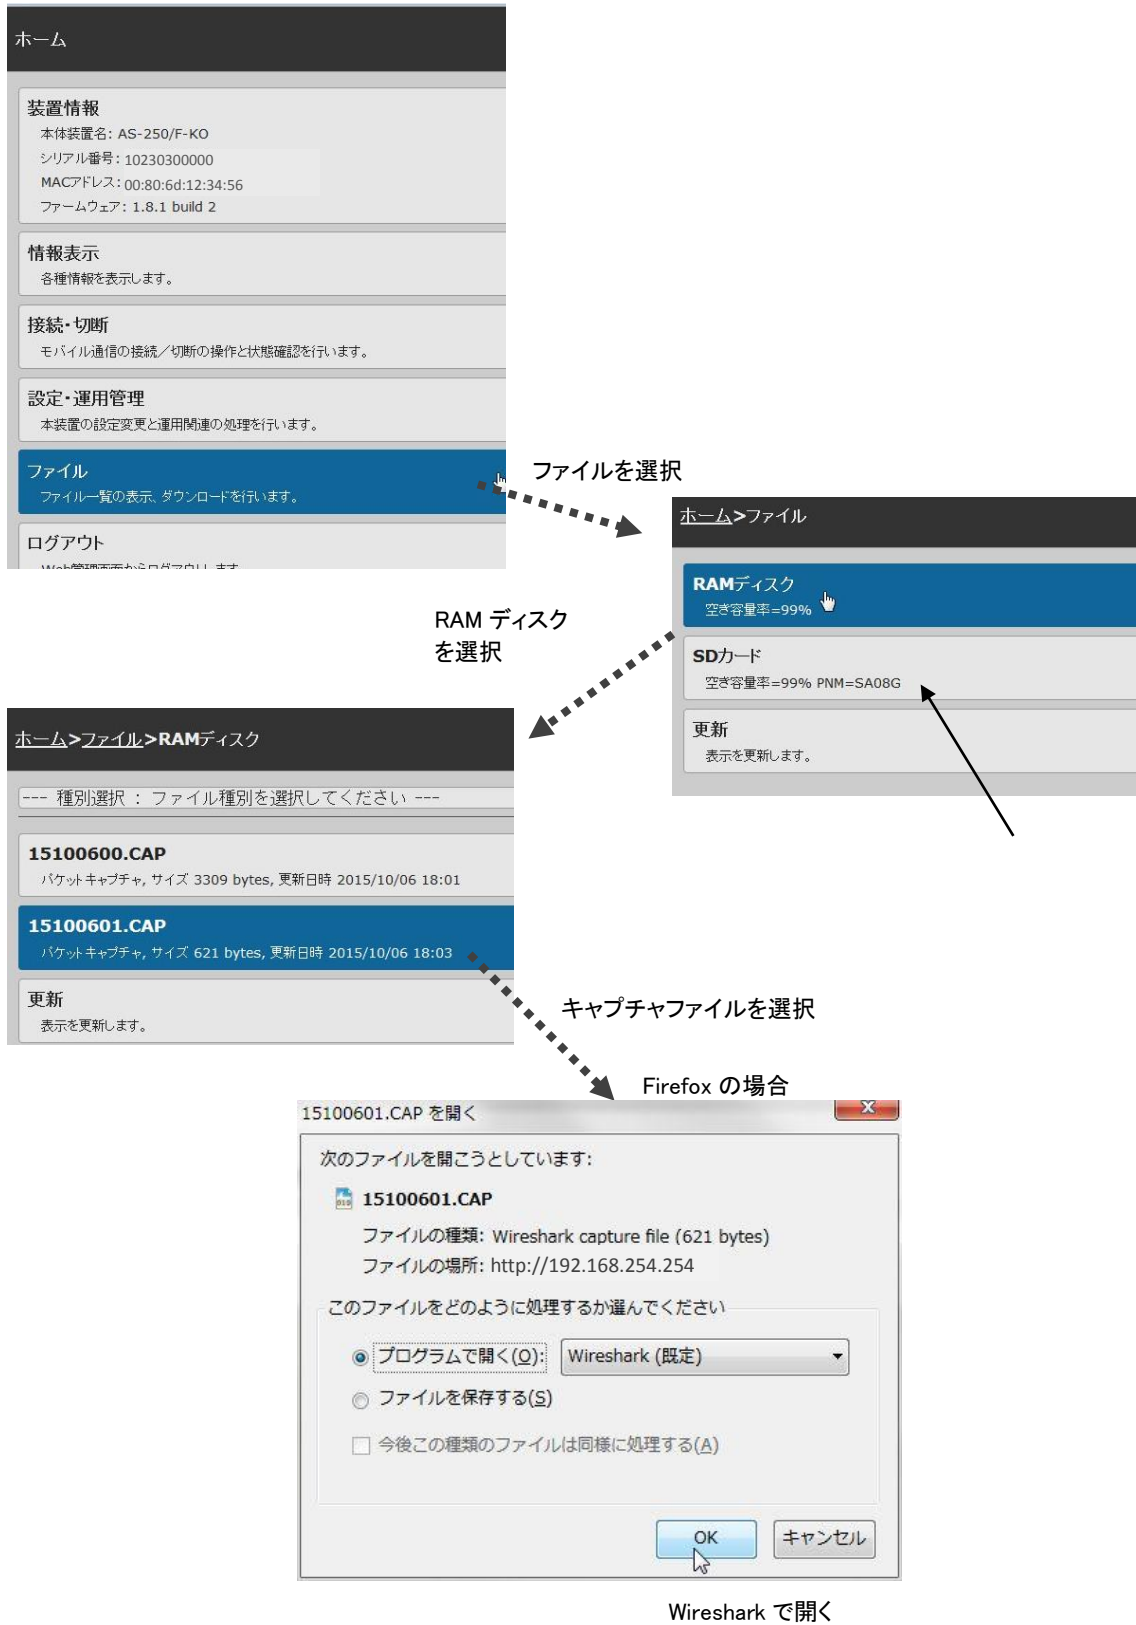 ホーム
装置情報
本体装置名: AS-250/F-KO
シリアル番号: 10230300000
MACアドレス: 00:80:6d:12:34:56
ファームウェア: 1.8.1 build 2
情報表示
各種情報を表示します。
接続・切断
モバイル通信の接続／切断の操作と状態確認を行います。
設定・運用管理
本装置の設定変更と運用関連の処理を行います。
ファイル
ファイル一覧の表示、ダウンロードを行います。
ログアウト
Web管理画面からログアウトします
ファイルを選択
ホーム>ファイル
RAMディスク
空き容量率=99%
SDカード
空き容量率=99% PNM=SA08G
更新
表示を更新します。
RAM ディスク
を選択
ホーム>ファイル>RAMディスク
--- 種別選択 : ファイル種別を選択してください ---
15100600.CAP
パケットキャプチャ, サイズ 3309 bytes, 更新日時 2015/10/06 18:01
15100601.CAP
パケットキャプチャ, サイズ 621 bytes, 更新日時 2015/10/06 18:03
更新
表示を更新します。
キャプチャファイルを選択
Firefox の場合
15100601.CAP を開く
次のファイルを開こうとしています:
15100601.CAP
ファイルの種類: Wireshark capture file (621 bytes)
ファイルの場所: http://192.168.254.254
このファイルをどのように処理するか選んでください
プログラムで開く(O): Wireshark (既定)
ファイルを保存する(S)
今後この種類のファイルは同様に処理する(A)
OK キャンセル
Wireshark で開く